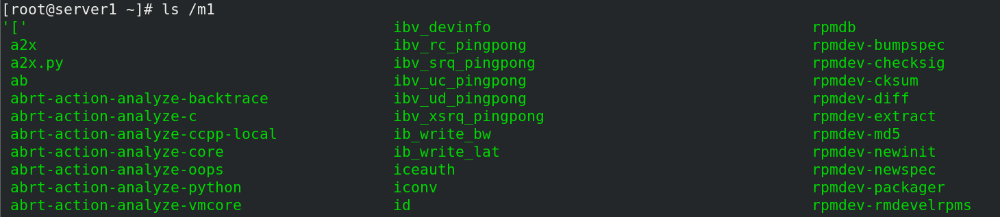 [root@server1 ~]# ls /m1
'[' ibv_devinfo rpmdb
a2x ibv_rc_pingpong rpmdev-bumpspec
a2x.py ibv_srq_pingpong rpmdev-checksig
ab ibv_uc_pingpong rpmdev-cksum
abrt-action-analyze-backtrace ibv_ud_pingpong rpmdev-diff
abrt-action-analyze-c ibv_xsrq_pingpong rpmdev-extract
abrt-action-analyze-ccpp-local ib_write_bw rpmdev-md5
abrt-action-analyze-core ib_write_lat rpmdev-newinit
abrt-action-analyze-oops iceauth rpmdev-newspec
abrt-action-analyze-python iconv rpmdev-packager
abrt-action-analyze-vmcore id rpmdev-rmdevelrpms